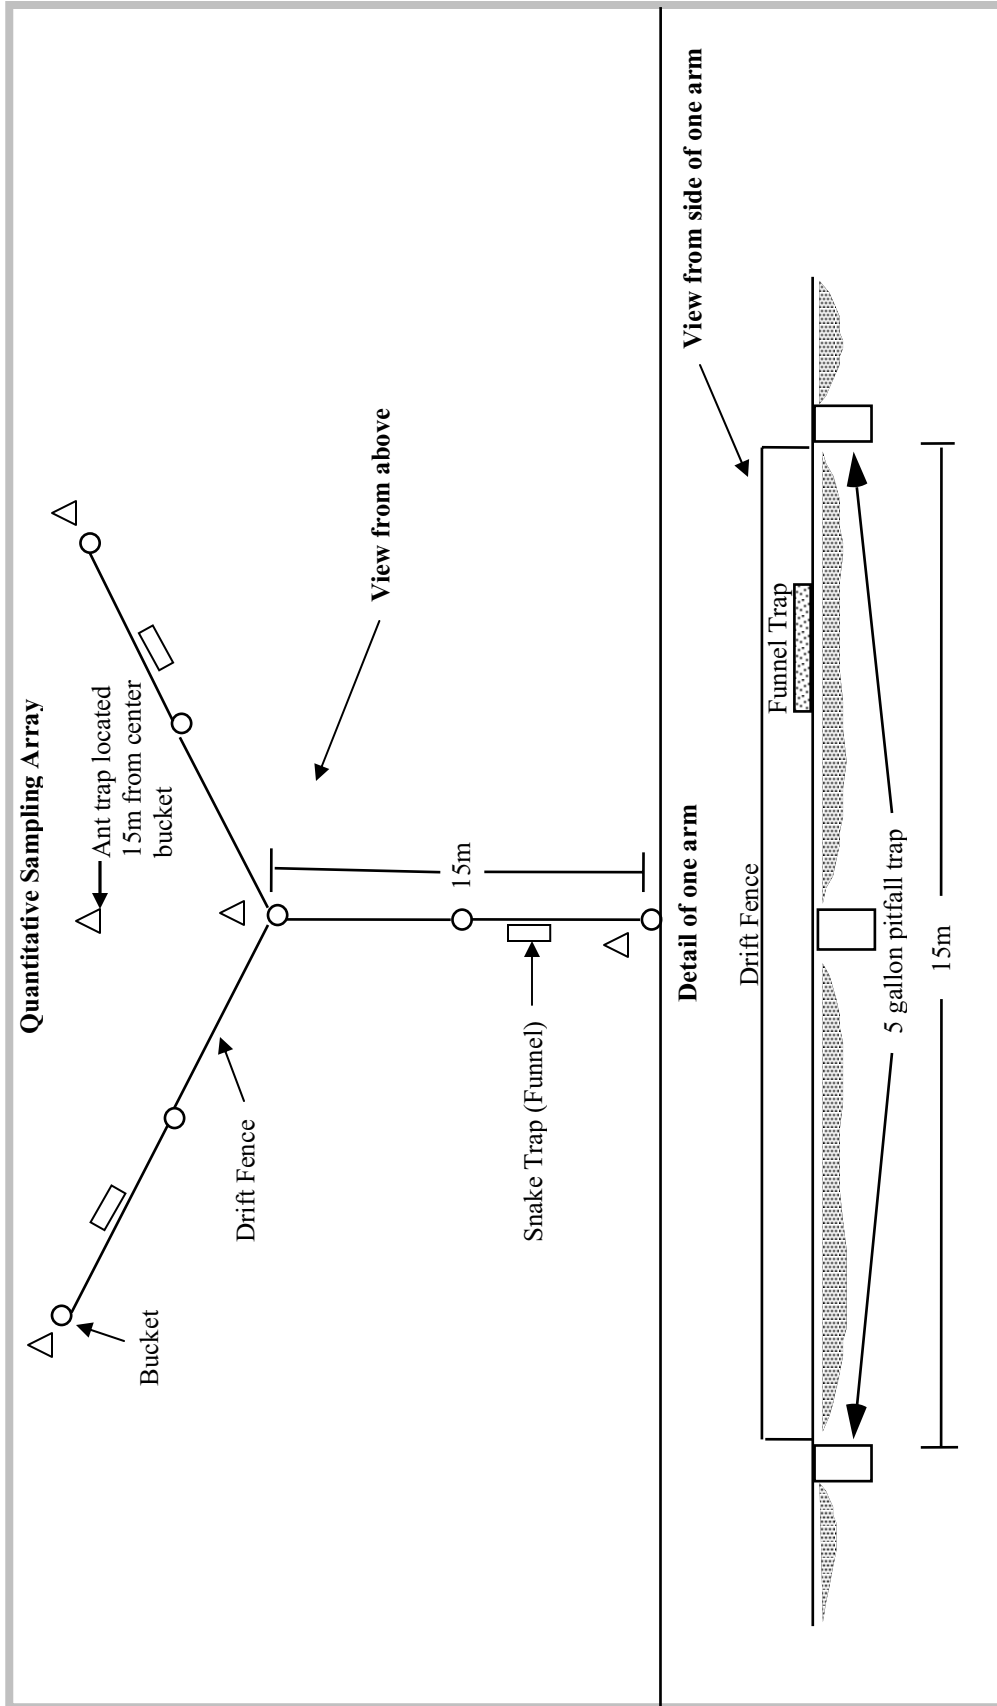 Quantitative Sampling Array
Ant trap located
15m from center
bucket
View from above
Drift Fence
Bucket
15m
Snake Trap (Funnel)
Detail of one arm
View from side of one arm
Drift Fence
Funnel Trap
5 gallon pitfall trap
15m